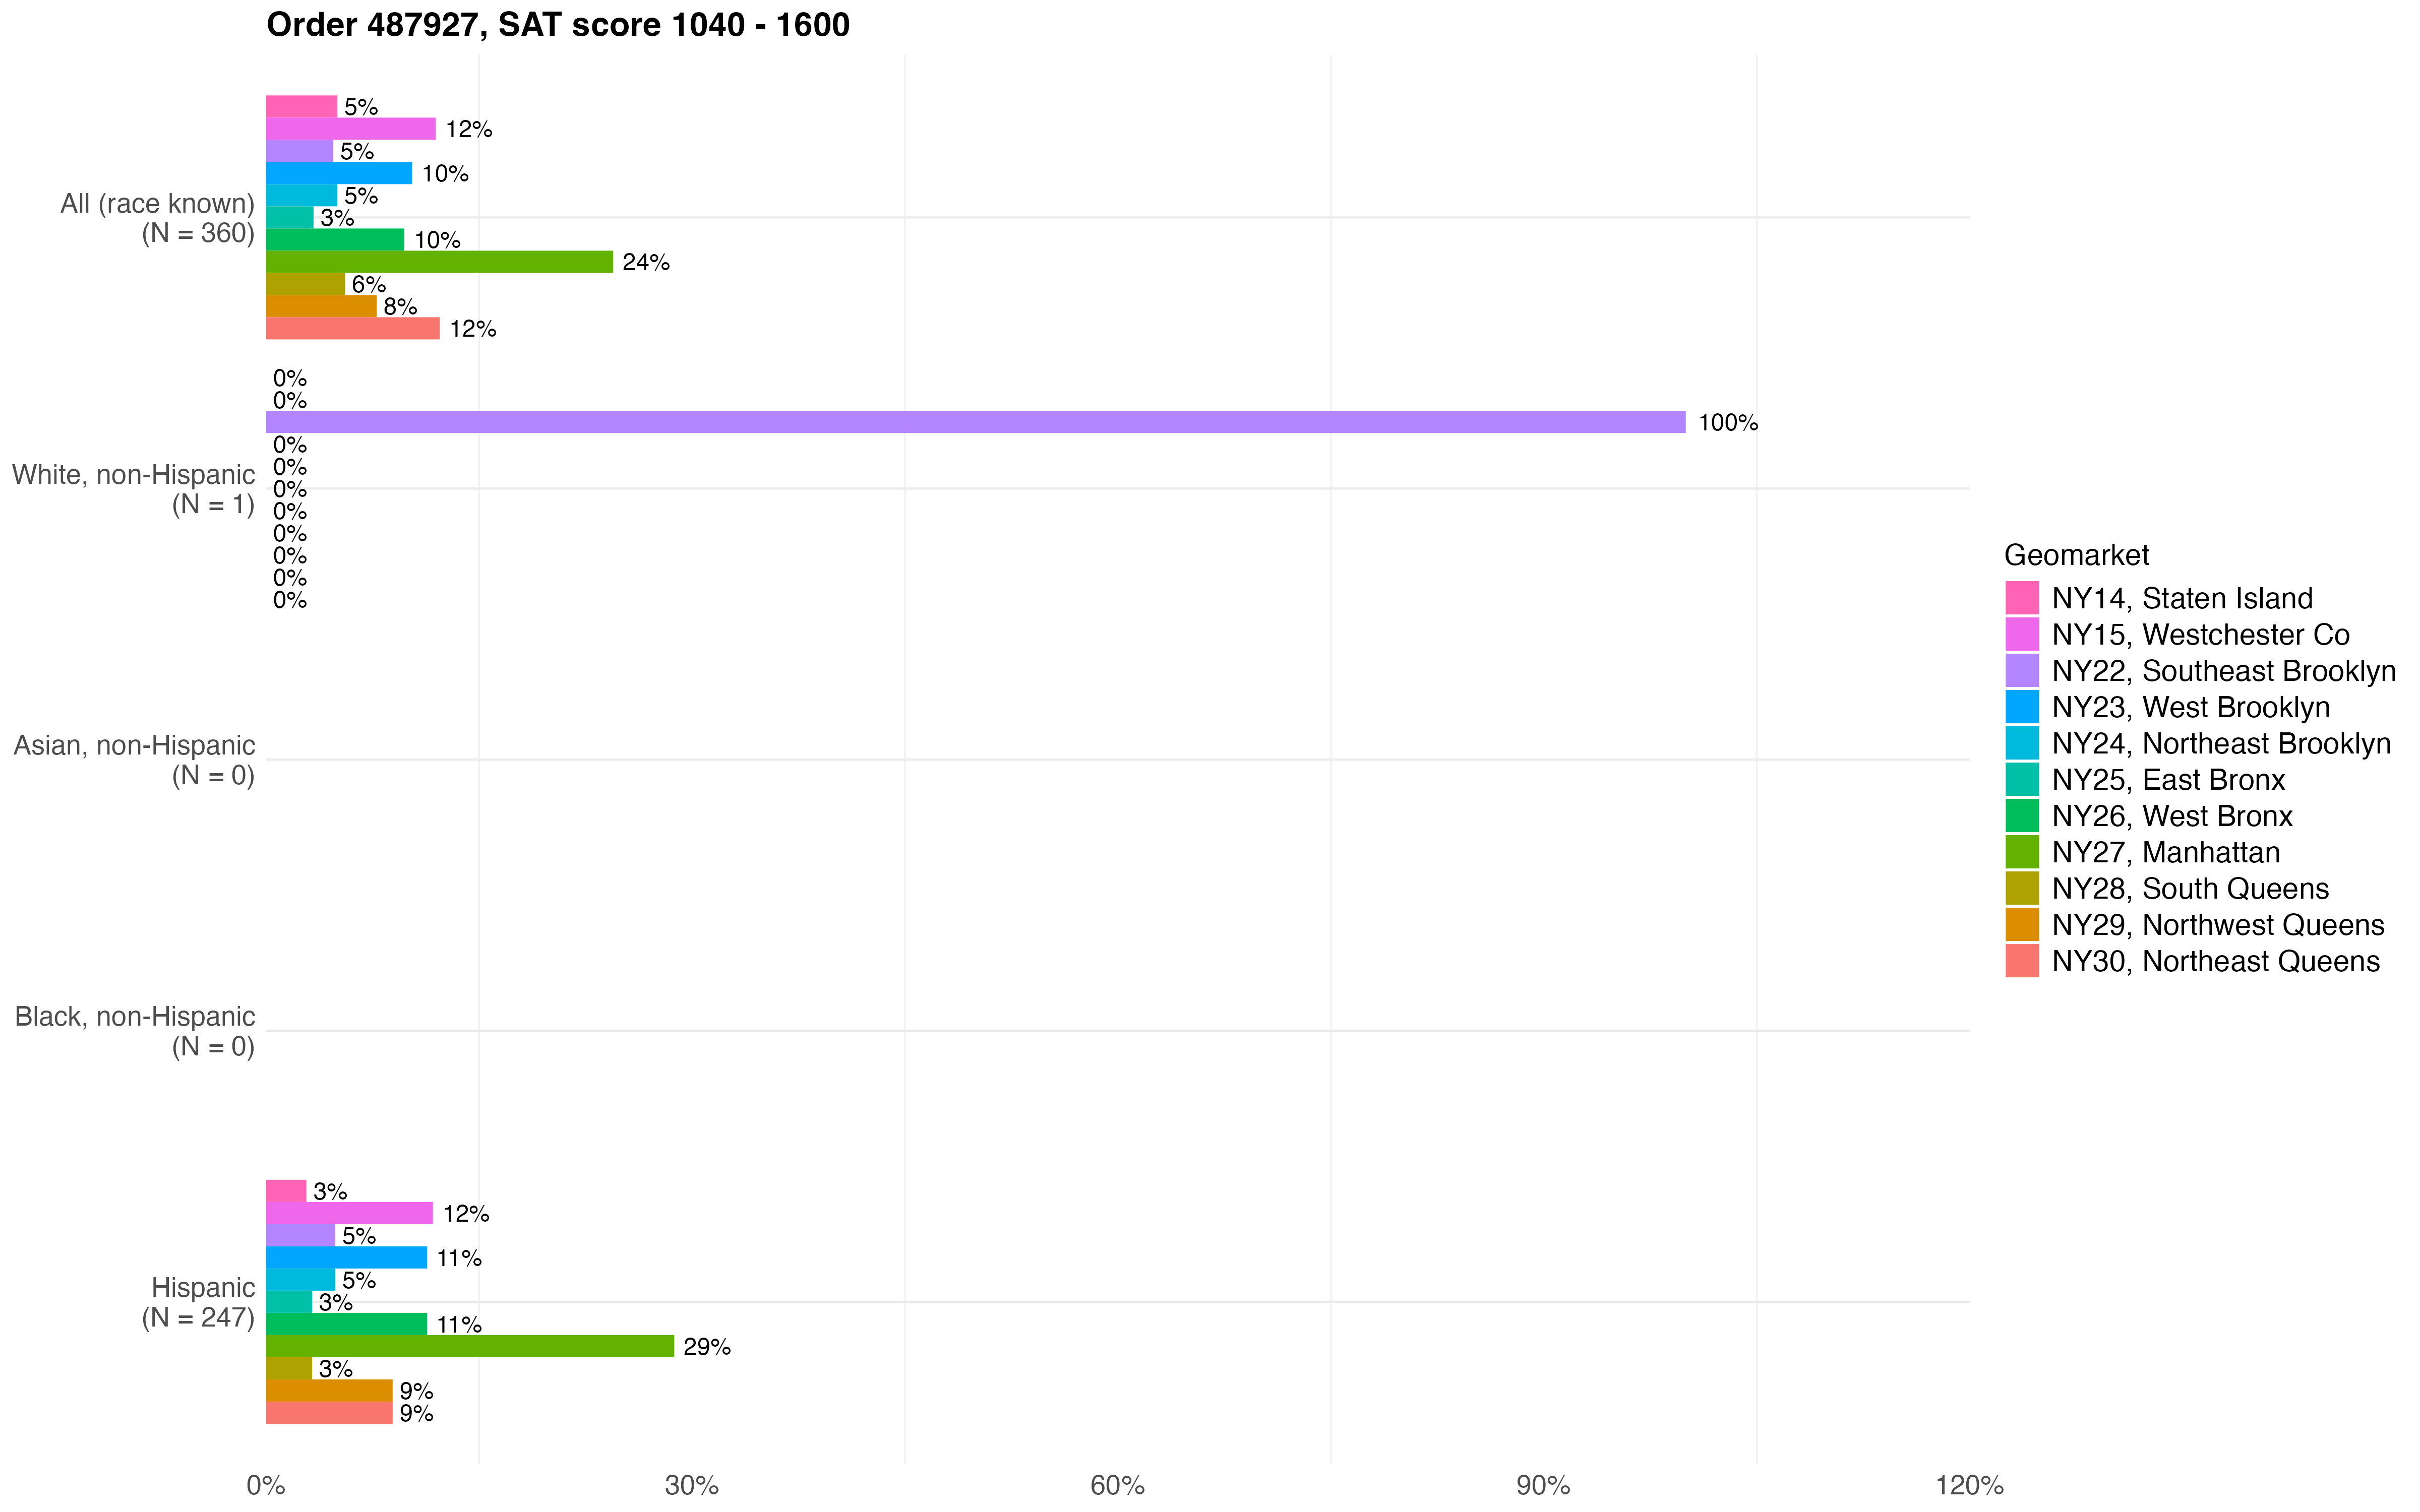 Order 487927, SAT score 1040 - 1600
All (race known)
(N = 360)
5%
12%
5%
10%
5%
3%
10%
24%
6%
8%
12%
White, non-Hispanic
(N = 1)
0%
0%
100%
0%
0%
0%
0%
0%
0%
0%
0%
Asian, non-Hispanic
(N = 0)
Black, non-Hispanic
(N = 0)
Hispanic
(N = 247)
3%
12%
5%
11%
5%
3%
11%
29%
3%
9%
9%
0%
30%
60%
90%
120%
Geomarket
NY14, Staten Island
NY15, Westchester Co
NY22, Southeast Brooklyn
NY23, West Brooklyn
NY24, Northeast Brooklyn
NY25, East Bronx
NY26, West Bronx
NY27, Manhattan
NY28, South Queens
NY29, Northwest Queens
NY30, Northeast Queens